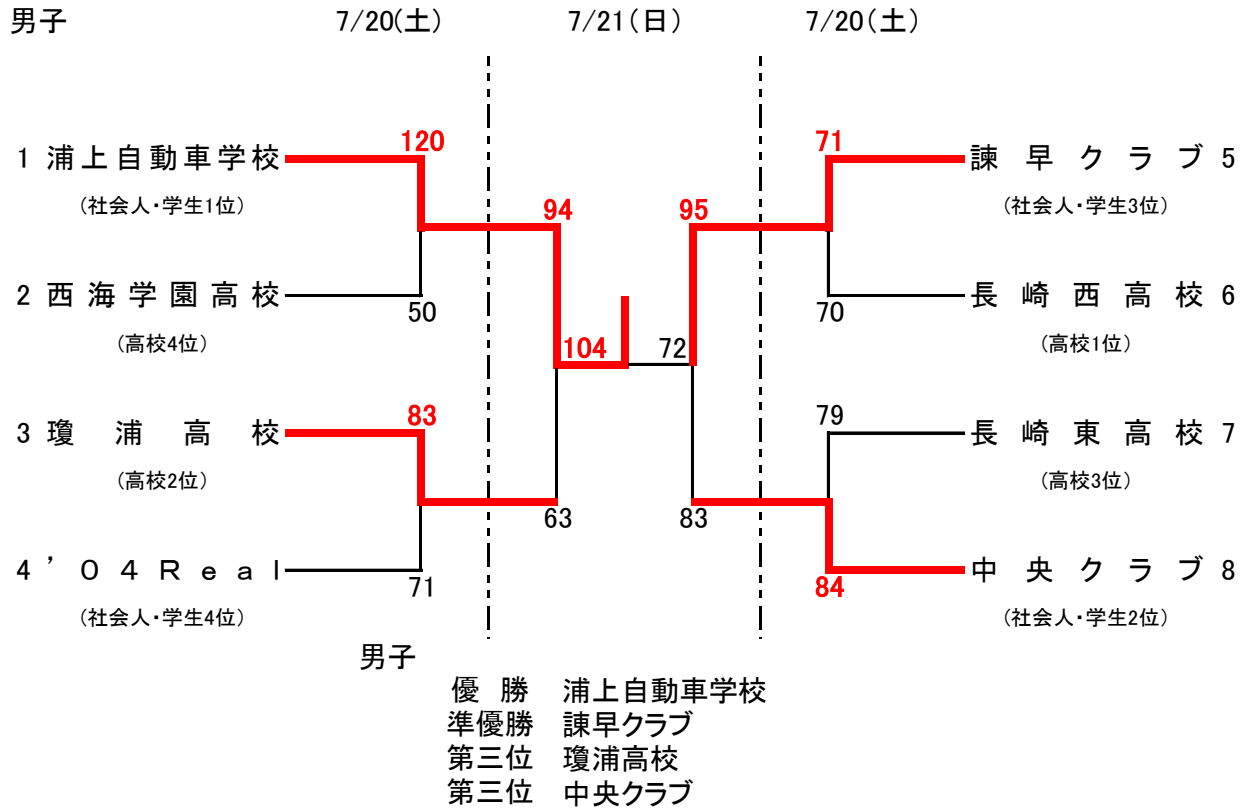 男子 7/20(土) 7/21(日) 7/20(土)
120 71
1 浦上自動車学校 諫早クラブ 5
(社会人・学生1位) 94 95 (社会人・学生3位)
2 西海学園高校 長崎西高校 6
50 70
(高校4位) 104 72 (高校1位)
83 79
3 瓊浦高校 長崎東高校 7
(高校2位) (高校3位)
63 83
4 ’04Real 中央クラブ 8
71 84
(社会人・学生4位) (社会人・学生2位)
男子
優勝 浦上自動車学校
準優勝 諫早クラブ
第三位 瓊浦高校
第三位 中央クラブ